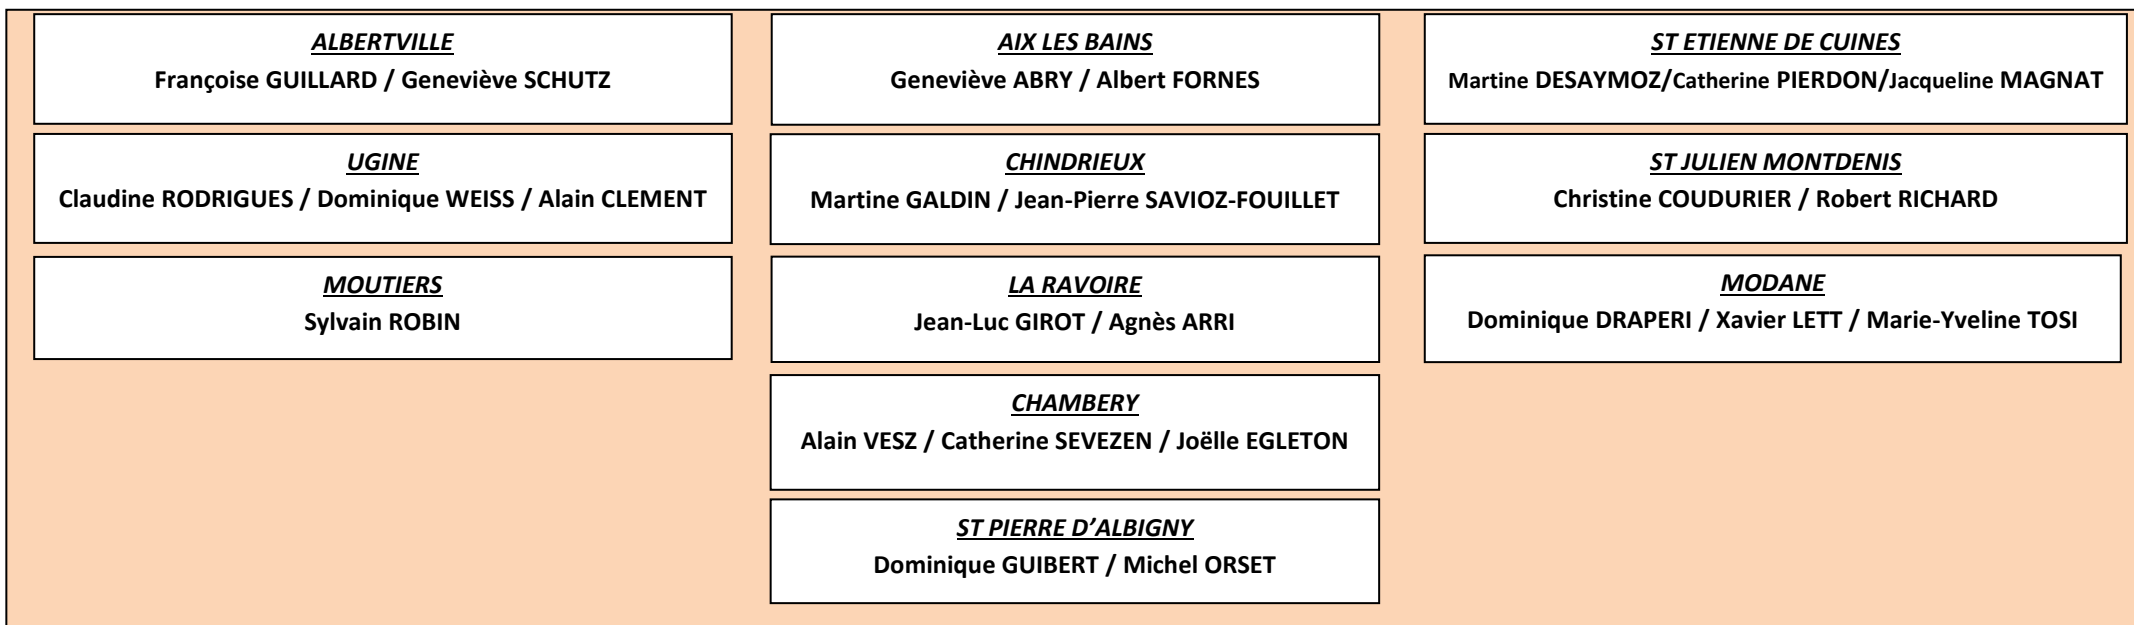 ALBERTVILLE
Françoise GUILLARD / Geneviève SCHUTZ
UGINE
Claudine RODRIGUES / Dominique WEISS / Alain CLEMENT
MOUTIERS
Sylvain ROBIN
AIX LES BAINS
Geneviève ABRY / Albert FORNES
CHINDRIEUX
Martine GALDIN / Jean-Pierre SAVIOZ-FOUILLET
LA RAVOIRE
Jean-Luc GIROT / Agnès ARRI
CHAMBERY
Alain VESZ / Catherine SEVEZEN / Joëlle EGLETON
ST PIERRE D’ALBIGNY
Dominique GUIBERT / Michel ORSET
ST ETIENNE DE CUINES
Martine DESAYMOZ/Catherine PIERDON/Jacqueline MAGNAT
ST JULIEN MONTDENIS
Christine COUDURIER / Robert RICHARD
MODANE
Dominique DRAPERI / Xavier LETT / Marie-Yveline TOSI